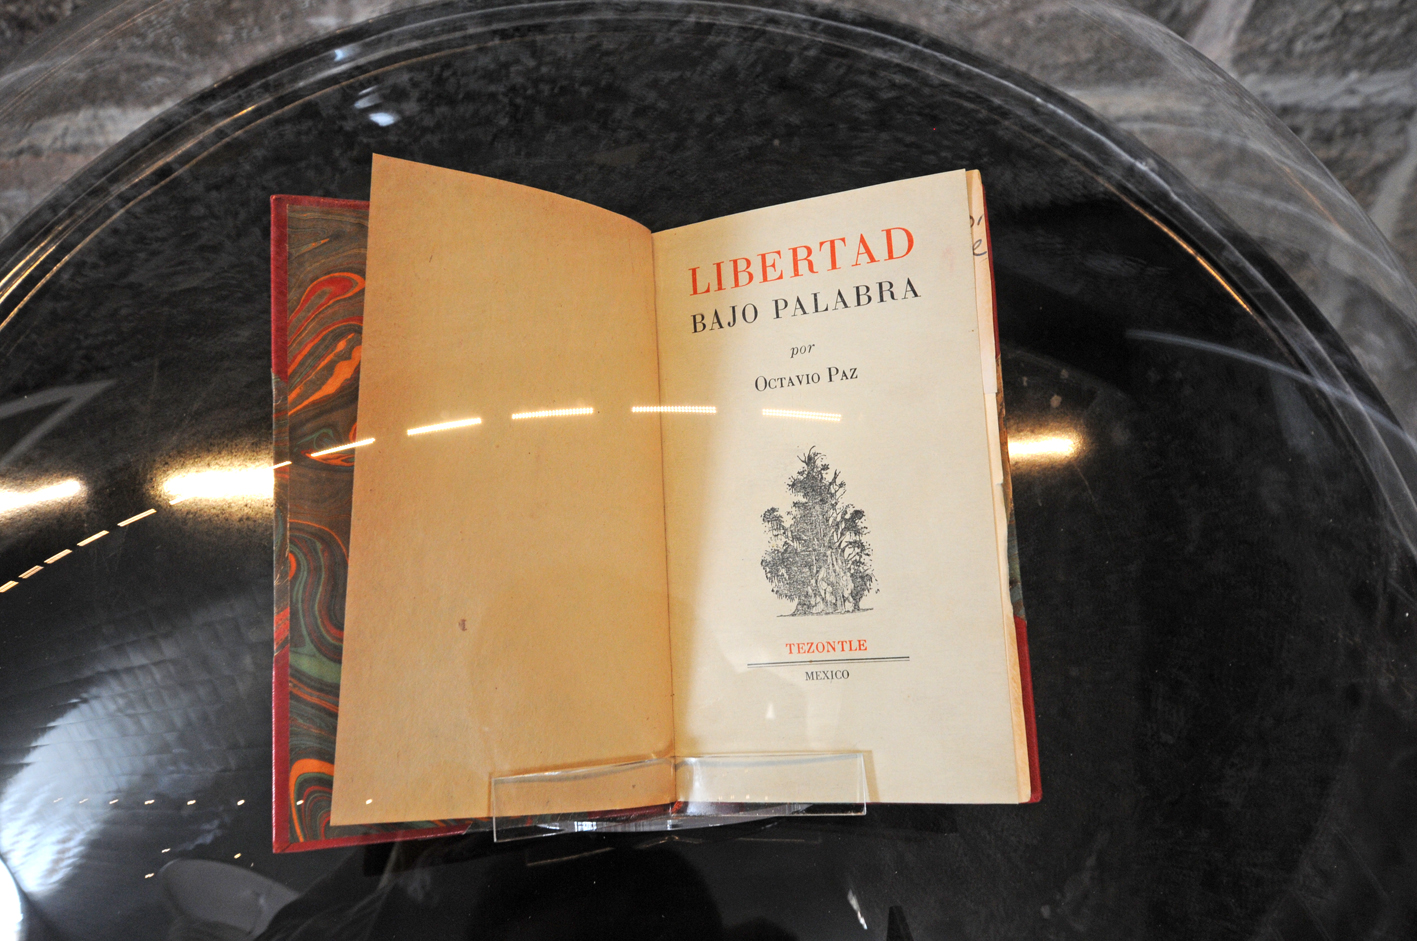 LIBERTAD
BAJO PALABRA
por
OCTAVIO PAZ
TEZONTLE
MEXICO